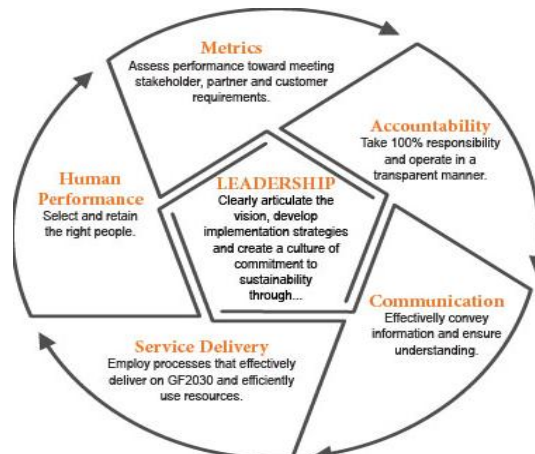 Metrics
Assess performance toward meeting
stakeholder, partner and customer
requirements.
Accountability
Take 100% responsibility
and operate in a
transparent manner.
Human
Performance
Select and retain
the right people.
LEADERSHIP
Clearly articulate the
vision, develop
implementation strategies
and create a culture of
commitment to
sustainability
through...
Communication
Effectivelly convey
information and ensure
understanding.
Service Delivery
Employ processes that effectively
deliver on GF2030 and efficiently
use resources.